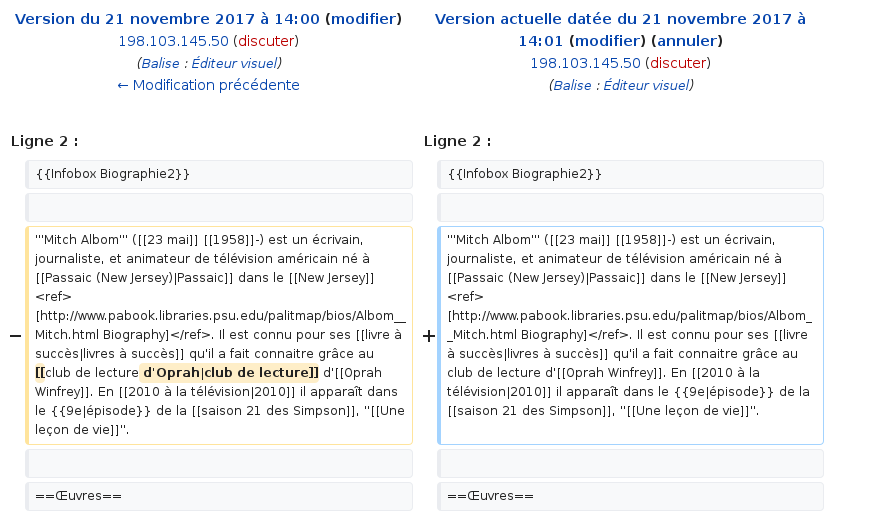 Version du 21 novembre 2017 à 14:00 (modifier)
198.103.145.50 (discuter)
(Balise : Éditeur visuel)
← Modification précédente
Version actuelle datée du 21 novembre 2017 à
14:01 (modifier) (annuler)
198.103.145.50 (discuter)
(Balise : Éditeur visuel)
Ligne 2 :
Ligne 2 :
{{Infobox Biographie2}}
{{Infobox Biographie2}}
−
'''Mitch Albom''' ([[23 mai]] [[1958]]-) est un écrivain,
journaliste, et animateur de télévision américain né à
[[Passaic (New Jersey)|Passaic]] dans le [[New Jersey]]
<ref>
[http://www.pabook.libraries.psu.edu/palitmap/bios/Albom__
Mitch.html Biography]</ref>. Il est connu pour ses [[livre à
succès|livres à succès]] qu'il a fait connaitre grâce au
[[club de lecture d'Oprah|club de lecture]] d'[[Oprah
Winfrey]]. En [[2010 à la télévision|2010]] il apparaît dans
le {{9e|épisode}} de la [[saison 21 des Simpson]], ''[[Une
leçon de vie]]''.
+
'''Mitch Albom''' ([[23 mai]] [[1958]]-) est un écrivain,
journaliste, et animateur de télévision américain né à
[[Passaic (New Jersey)|Passaic]] dans le [[New Jersey]]
<ref>
[http://www.pabook.libraries.psu.edu/palitmap/bios/Albom_
_Mitch.html Biography]</ref>. Il est connu pour ses [[livre
à succès|livres à succès]] qu'il a fait connaitre grâce au
club de lecture d'[[Oprah Winfrey]]. En [[2010 à la
télévision|2010]] il apparaît dans le {{9e|épisode}} de la
[[saison 21 des Simpson]], ''[[Une leçon de vie]]''.
==Œuvres==
==Œuvres==